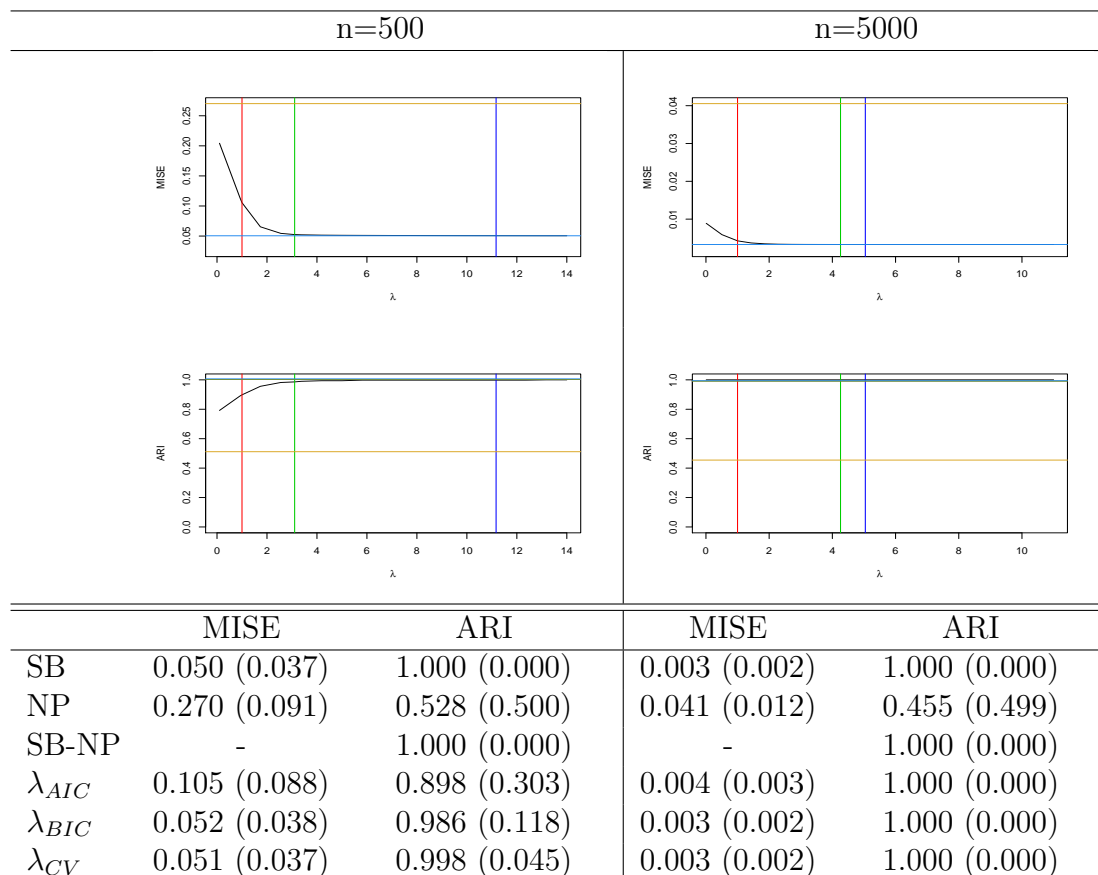 n=500 n=5000
MISE
0.05 0.10 0.15 0.20 0.25
0 2 4 6 8 10 12 14
λ
MISE
0.01 0.02 0.03 0.04
0 2 4 6 8 10
λ
ARI
0.0 0.2 0.4 0.6 0.8 1.0
0 2 4 6 8 10 12 14
λ
ARI
0.0 0.2 0.4 0.6 0.8 1.0
0 2 4 6 8 10
λ
MISE ARI MISE ARI
SB 0.050 (0.037) 1.000 (0.000) 0.003 (0.002) 1.000 (0.000)
NP 0.270 (0.091) 0.528 (0.500) 0.041 (0.012) 0.455 (0.499)
SB-NP - 1.000 (0.000) - 1.000 (0.000)
λAIC 0.105 (0.088) 0.898 (0.303) 0.004 (0.003) 1.000 (0.000)
λBIC 0.052 (0.038) 0.986 (0.118) 0.003 (0.002) 1.000 (0.000)
λCV 0.051 (0.037) 0.998 (0.045) 0.003 (0.002) 1.000 (0.000)